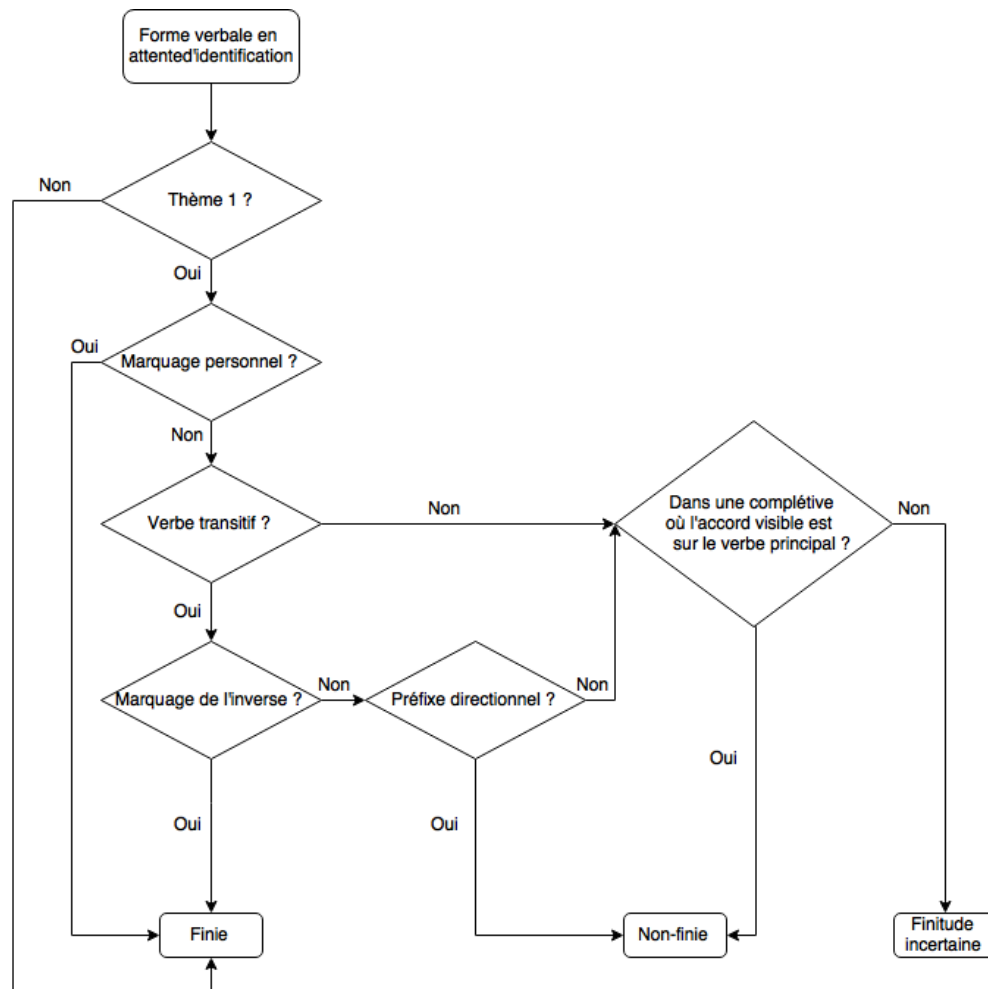 Forme verbale en
attented'identification
Non
Thème 1 ?
Oui
Oui
Marquage personnel ?
Non
Verbe transitif ?
Non
Dans une complétive
où l'accord visible est
sur le verbe principal ?
Non
Oui
Marquage de l'inverse ?
Non
Préfixe directionnel ?
Non
Oui
Oui
Oui
Finie
Non-finie
Finitude
incertaine